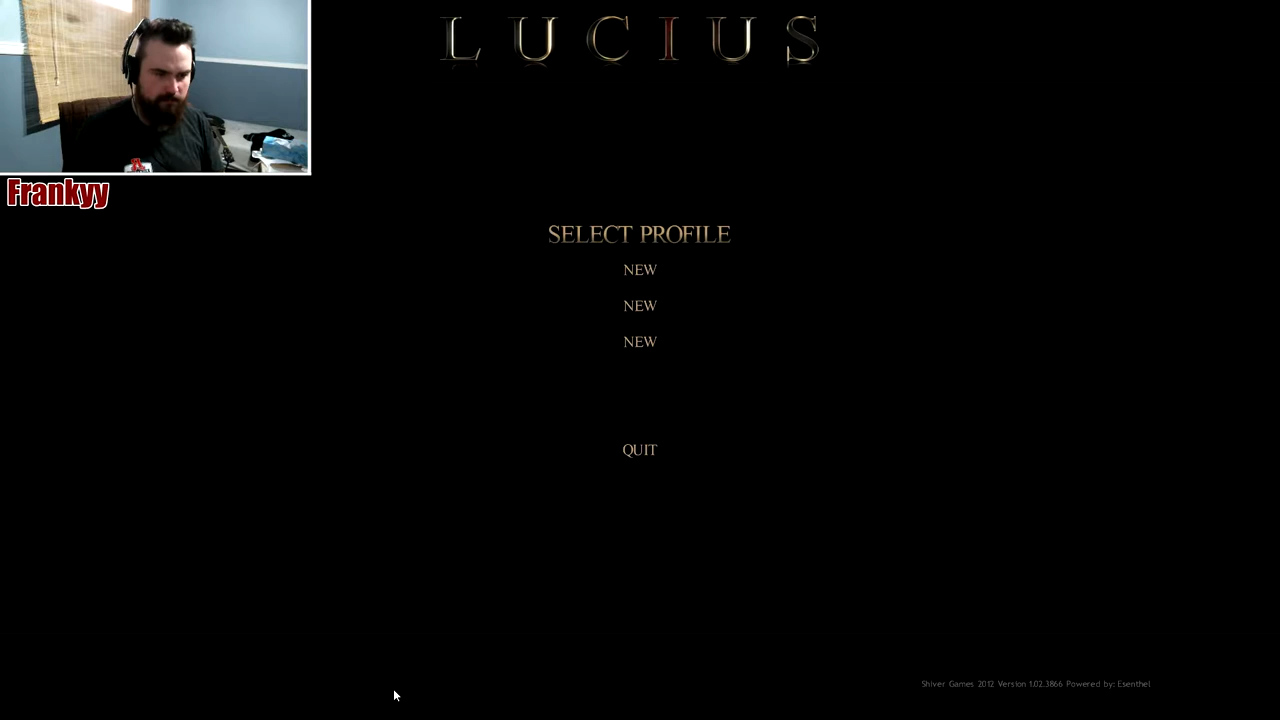 LUCIUS
Frankyy
SELECT PROFILE
NEW
NEW
NEW
QUIT
Shiver Games 2012 Version 1.02.3866 Powered by: Esenthel